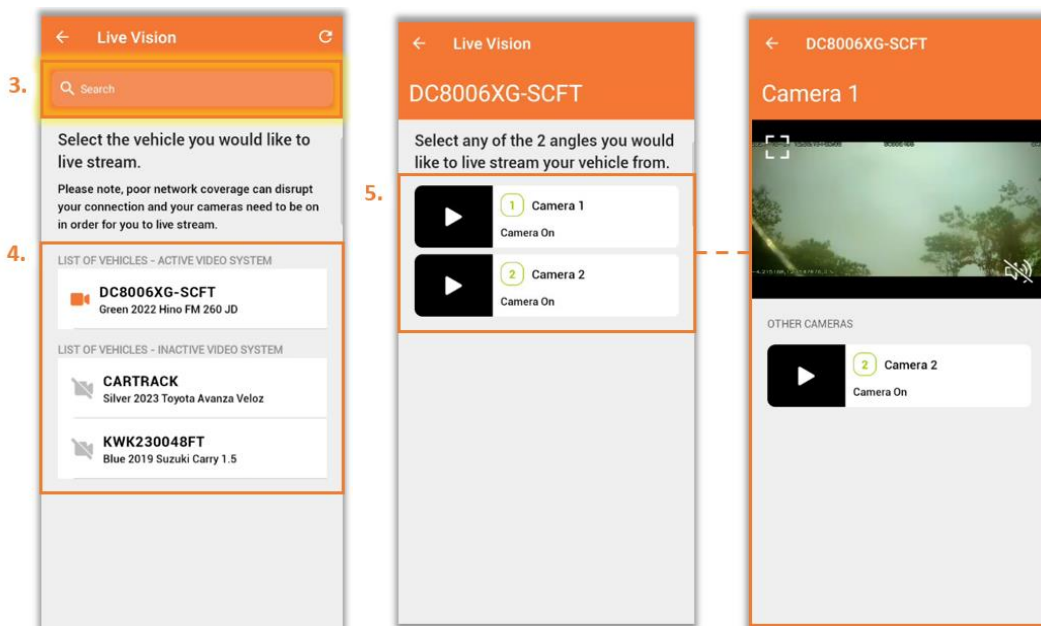 Live Vision
3.
Search
Select the vehicle you would like to
live stream.
Please note, poor network coverage can disrupt
your connection and your cameras need to be on
in order for you to live stream.
4.
LIST OF VEHICLES - ACTIVE VIDEO SYSTEM
DC8006XG-SCFT
Green 2022 Hino FM 260 JD
LIST OF VEHICLES - INACTIVE VIDEO SYSTEM
CARTRACK
Silver 2023 Toyota Avanza Veloz
KWK230048FT
Blue 2019 Suzuki Carry 1.5
Live Vision
DC8006XG-SCFT
Select any of the 2 angles you would
like to live stream your vehicle from.
5.
1 Camera 1
Camera On
2 Camera 2
Camera On
DC8006XG-SCFT
Camera 1
OTHER CAMERAS
2 Camera 2
Camera On